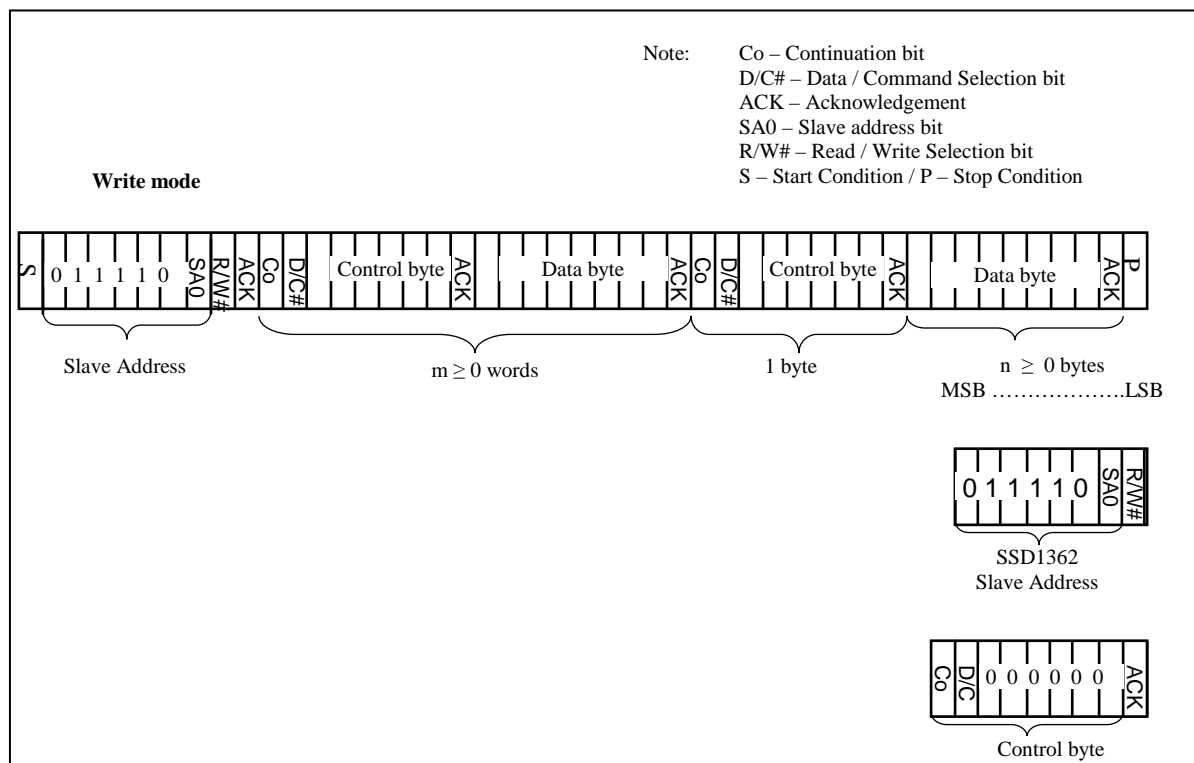 Note: Co – Continuation bit
D/C# – Data / Command Selection bit
ACK – Acknowledgement
SA0 – Slave address bit
R/W# – Read / Write Selection bit
S – Start Condition / P – Stop Condition
Write mode
S 0 1 1 1 1 0 SA0 R/W# ACK Co D/C# Control byte ACK Data byte ACK Co D/C# Control byte ACK Data byte ACK P
Slave Address m ≥ 0 words 1 byte n ≥ 0 bytes
MSB ………………….LSB
0 1 1 1 1 0 SA0 R/W#
SSD1362
Slave Address
Co D/C 0 0 0 0 0 0 ACK
Control byte